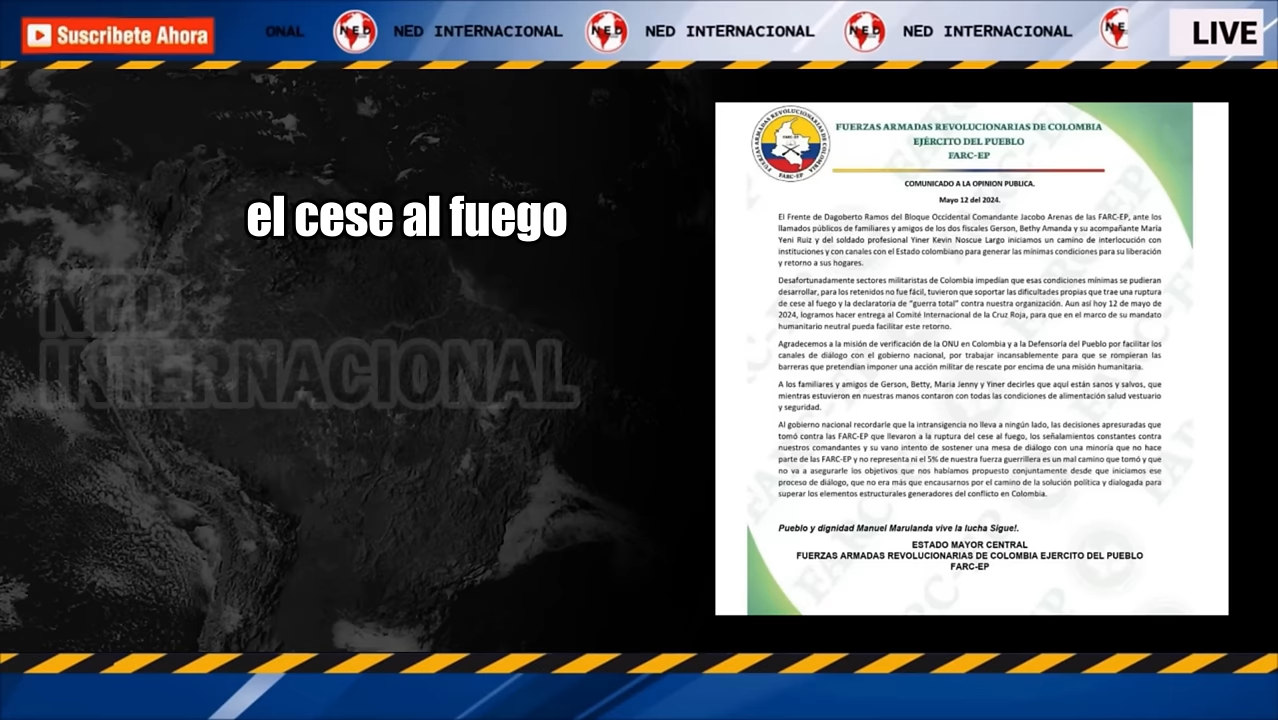 Suscribete Ahora
ONAL
NED
NED INTERNACIONAL
NED
NED INTERNACIONAL
NED
NED INTERNACIONAL
LIVE
el cese al fuego
NED
INTERNACIONAL
FUERZAS ARMADAS REVOLUCIONARIAS DE COLOMBIA
EJÉRCITO DEL PUEBLO
FARC-EP
COMUNICADO A LA OPINION PUBLICA.
Mayo 12 del 2024.
El Frente de Dagoberto Ramos del Bloque Occidental Comandante Jacobo Arenas de las FARC-EP, ante los
llamados públicos de familiares y amigos de los dos fiscales Gerson, Bethy Amanda y su acompañante María
Yeni Ruiz y del soldado profesional Yiner Kevin Noscue Largo iniciamos un camino de interlocución con
instituciones y con canales con el Estado colombiano para generar las mínimas condiciones para su liberación
y retorno a sus hogares.
Desafortunadamente sectores militaristas de Colombia impedían que esas condiciones mínimas se pudieran
desarrollar, para los retenidos no fue fácil, tuvieron que soportar las dificultades propias que trae una ruptura
de cese al fuego y la declaratoria de “guerra total” contra nuestra organización. Aun así hoy 12 de mayo de
2024, logramos hacer entrega al Comité Internacional de la Cruz Roja, para que en el marco de su mandato
humanitario neutral pueda facilitar este retorno.
Agradecemos a la misión de verificación de la ONU en Colombia y a la Defensoría del Pueblo por facilitar los
canales de diálogo con el gobierno nacional, por trabajar incansablemente para que se rompieran las
barreras que pretendían imponer una acción militar de rescate por encima de una misión humanitaria.
A los familiares y amigos de Gerson, Betty, Maria Jenny y Yiner decirles que aquí están sanos y salvos, que
mientras estuvieron en nuestras manos contaron con todas las condiciones de alimentación salud vestuario
y seguridad.
Al gobierno nacional recordarle que la intransigencia no lleva a ningún lado, las decisiones apresuradas que
tomó contra las FARC-EP que llevaron a la ruptura del cese al fuego, los señalamientos constantes contra
nuestros comandantes y su vano intento de sostener una mesa de diálogo con una minoría que no hace
parte de las FARC-EP y no representa ni el 5% de nuestra fuerza guerrillera es un mal camino que tomó y que
no va a asegurarle los objetivos que nos habíamos propuesto conjuntamente desde que iniciamos ese
proceso de diálogo, que no era más que encausarnos por el camino de la solución política y dialogada para
superar los elementos estructurales generadores del conflicto en Colombia.
Pueblo y dignidad Manuel Marulanda vive la lucha Sigue!.
ESTADO MAYOR CENTRAL
FUERZAS ARMADAS REVOLUCIONARIAS DE COLOMBIA EJERCITO DEL PUEBLO
FARC-EP